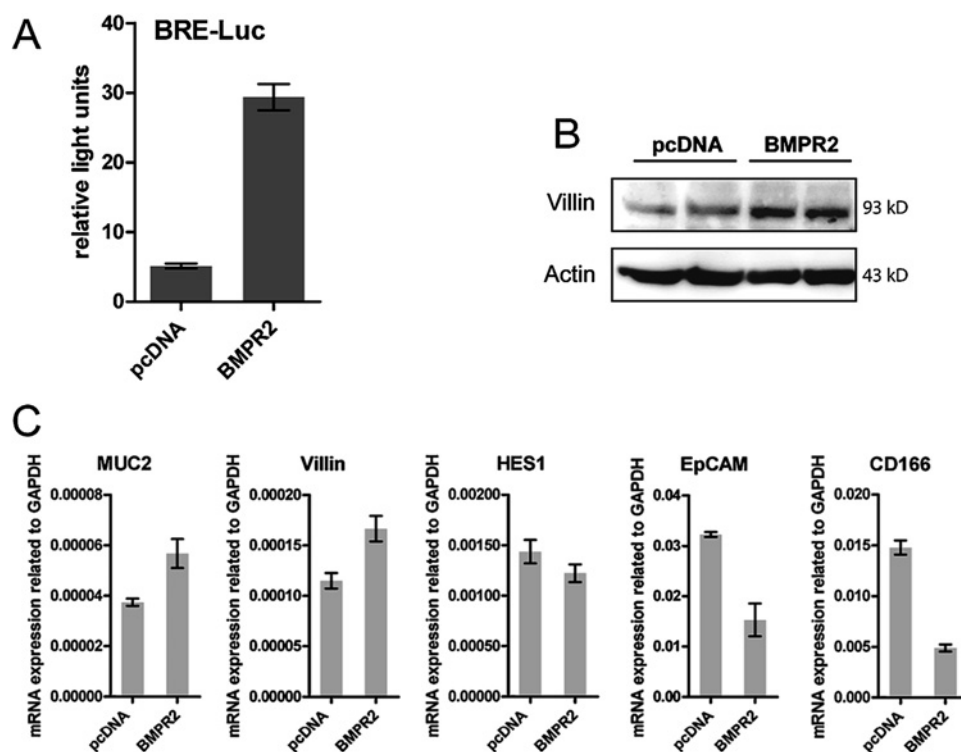 A
BRE-Luc
relative light units
40
30
20
10
0
pcDNA
BMPR2
B
pcDNA
BMPR2
Villin
93 kD
Actin
43 kD
C
MUC2
mRNA expression related to GAPDH
0.00008
0.00006
0.00004
0.00002
0.00000
pcDNA
BMPR2
Villin
mRNA expression related to GAPDH
0.00020
0.00015
0.00010
0.00005
0.00000
pcDNA
BMPR2
HES1
mRNA expression related to GAPDH
0.00200
0.00150
0.00100
0.00050
0.00000
pcDNA
BMPR2
EpCAM
mRNA expression related to GAPDH
0.04
0.03
0.02
0.01
0.00
pcDNA
BMPR2
CD166
mRNA expression related to GAPDH
0.020
0.015
0.010
0.005
0.000
pcDNA
BMPR2